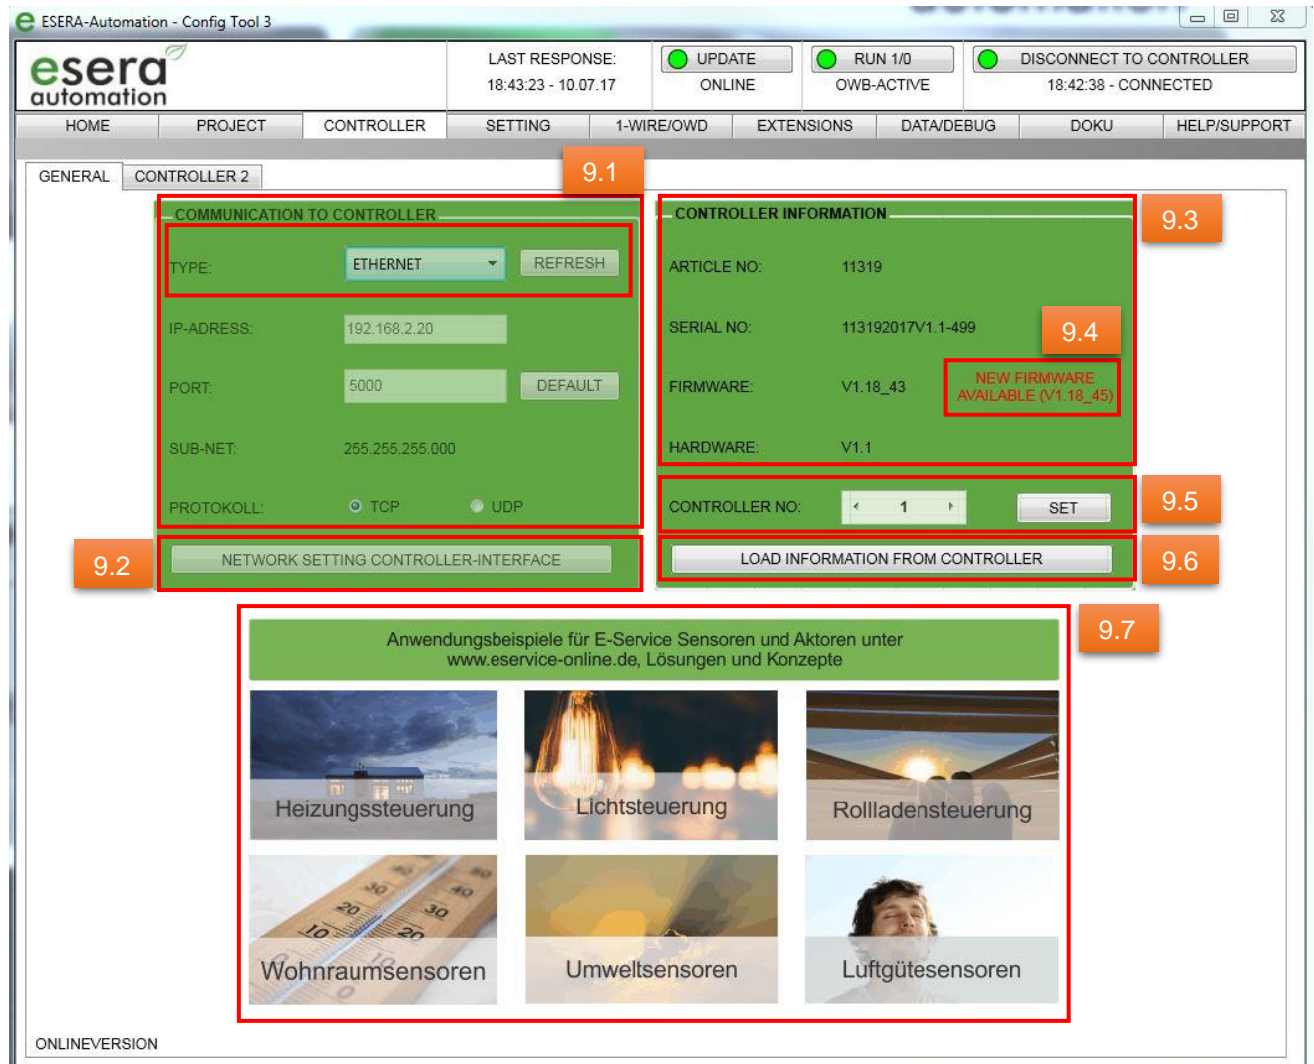 ESERA-Automation - Config Tool 3
esera
automation
LAST RESPONSE:
18:43:23 - 10.07.17
UPDATE
ONLINE
RUN 1/0
OWB-ACTIVE
DISCONNECT TO CONTROLLER
18:42:38 - CONNECTED
HOME PROJECT CONTROLLER SETTING 1-WIRE/OWD EXTENSIONS DATA/DEBUG DOKU HELP/SUPPORT
GENERAL CONTROLLER 2
9.1
COMMUNICATION TO CONTROLLER
TYPE: ETHERNET REFRESH
IP-ADRESS: 192.168.2.20
PORT: 5000 DEFAULT
SUB-NET: 255.255.255.000
PROTOKOLL: TCP UDP
9.2
NETWORK SETTING CONTROLLER-INTERFACE
CONTROLLER INFORMATION
9.3
ARTICLE NO: 11319
SERIAL NO: 113192017V1.1-499
9.4
FIRMWARE: V1.18_43
NEW FIRMWARE
AVAILABLE (V1.18_45)
HARDWARE: V1.1
CONTROLLER NO: 1 SET
9.5
LOAD INFORMATION FROM CONTROLLER
9.6
9.7
Anwendungsbeispiele für E-Service Sensoren und Aktoren unter
www.eservice-online.de, Lösungen und Konzepte
Heizungssteuerung
Lichtsteuerung
Rollladensteuerung
Wohnraumsensoren
Umweltsensoren
Luftgütesensoren
ONLINEVERSION